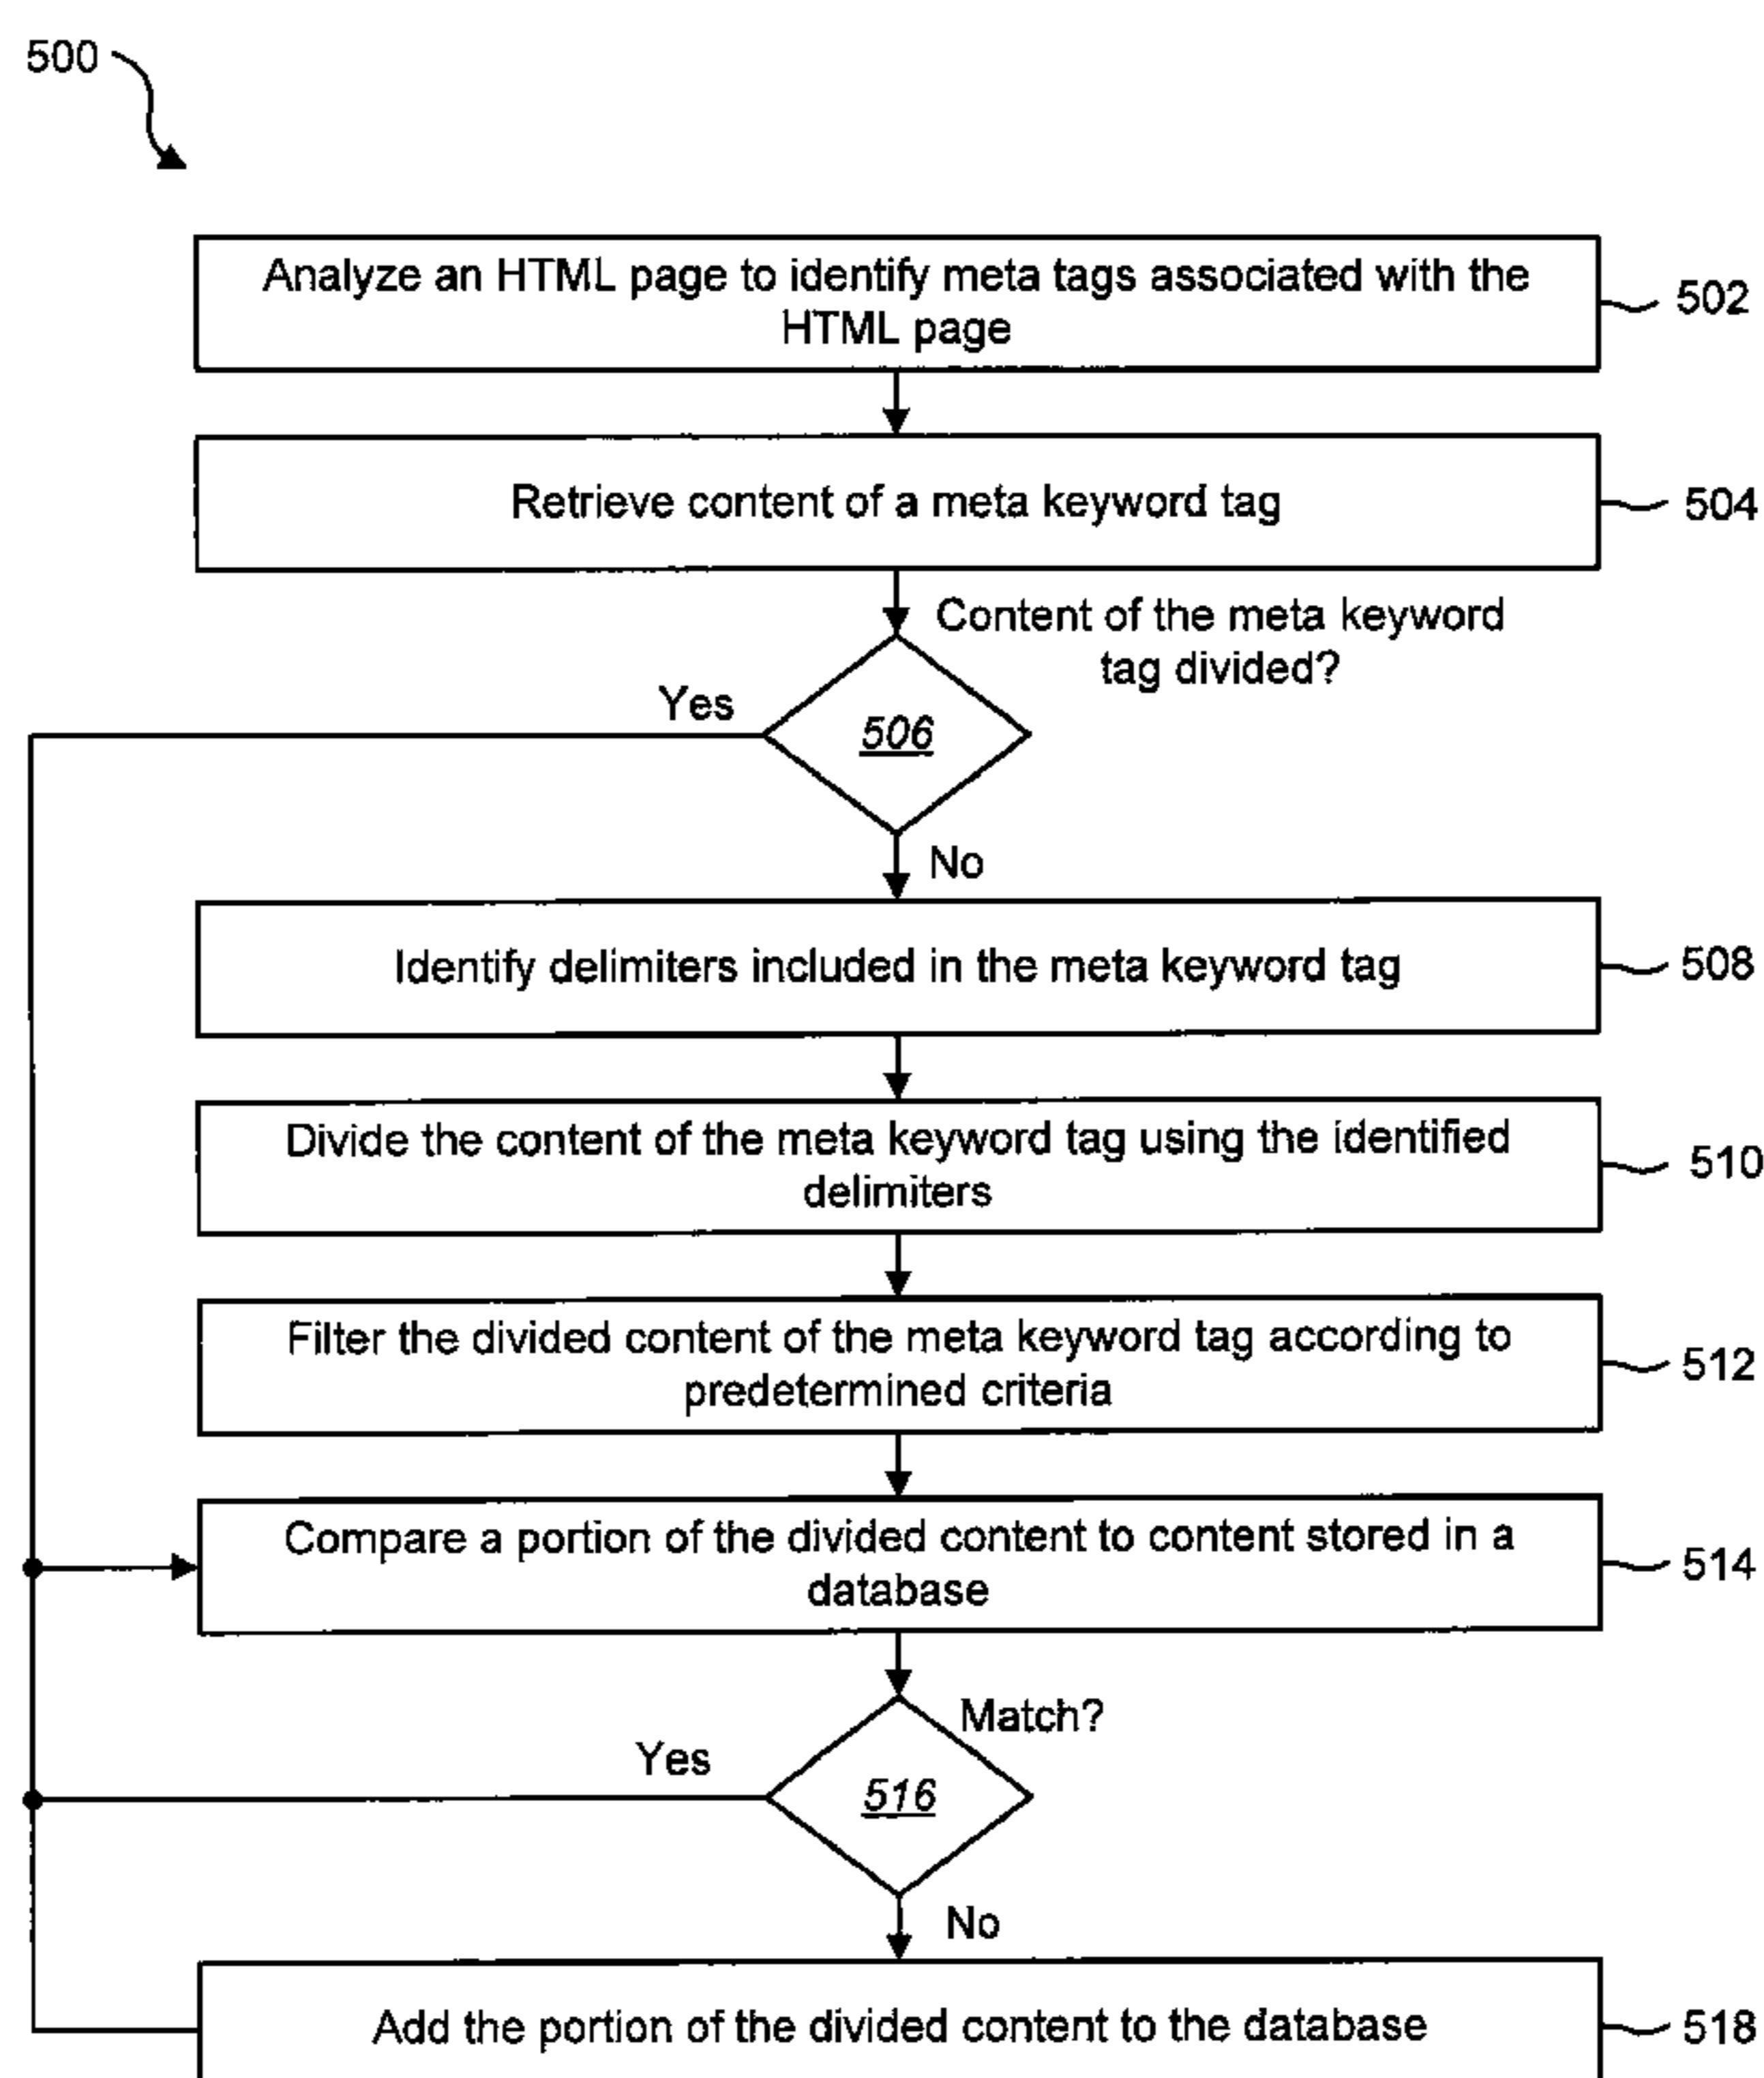 500
Analyze an HTML page to identify meta tags associated with the
HTML page
502
Retrieve content of a meta keyword tag
504
Content of the meta keyword
tag divided?
Yes
506
No
Identify delimiters included in the meta keyword tag
508
Divide the content of the meta keyword tag using the identified
delimiters
510
Filter the divided content of the meta keyword tag according to
predetermined criteria
512
Compare a portion of the divided content to content stored in a
database
514
Match?
Yes
516
No
Add the portion of the divided content to the database
518